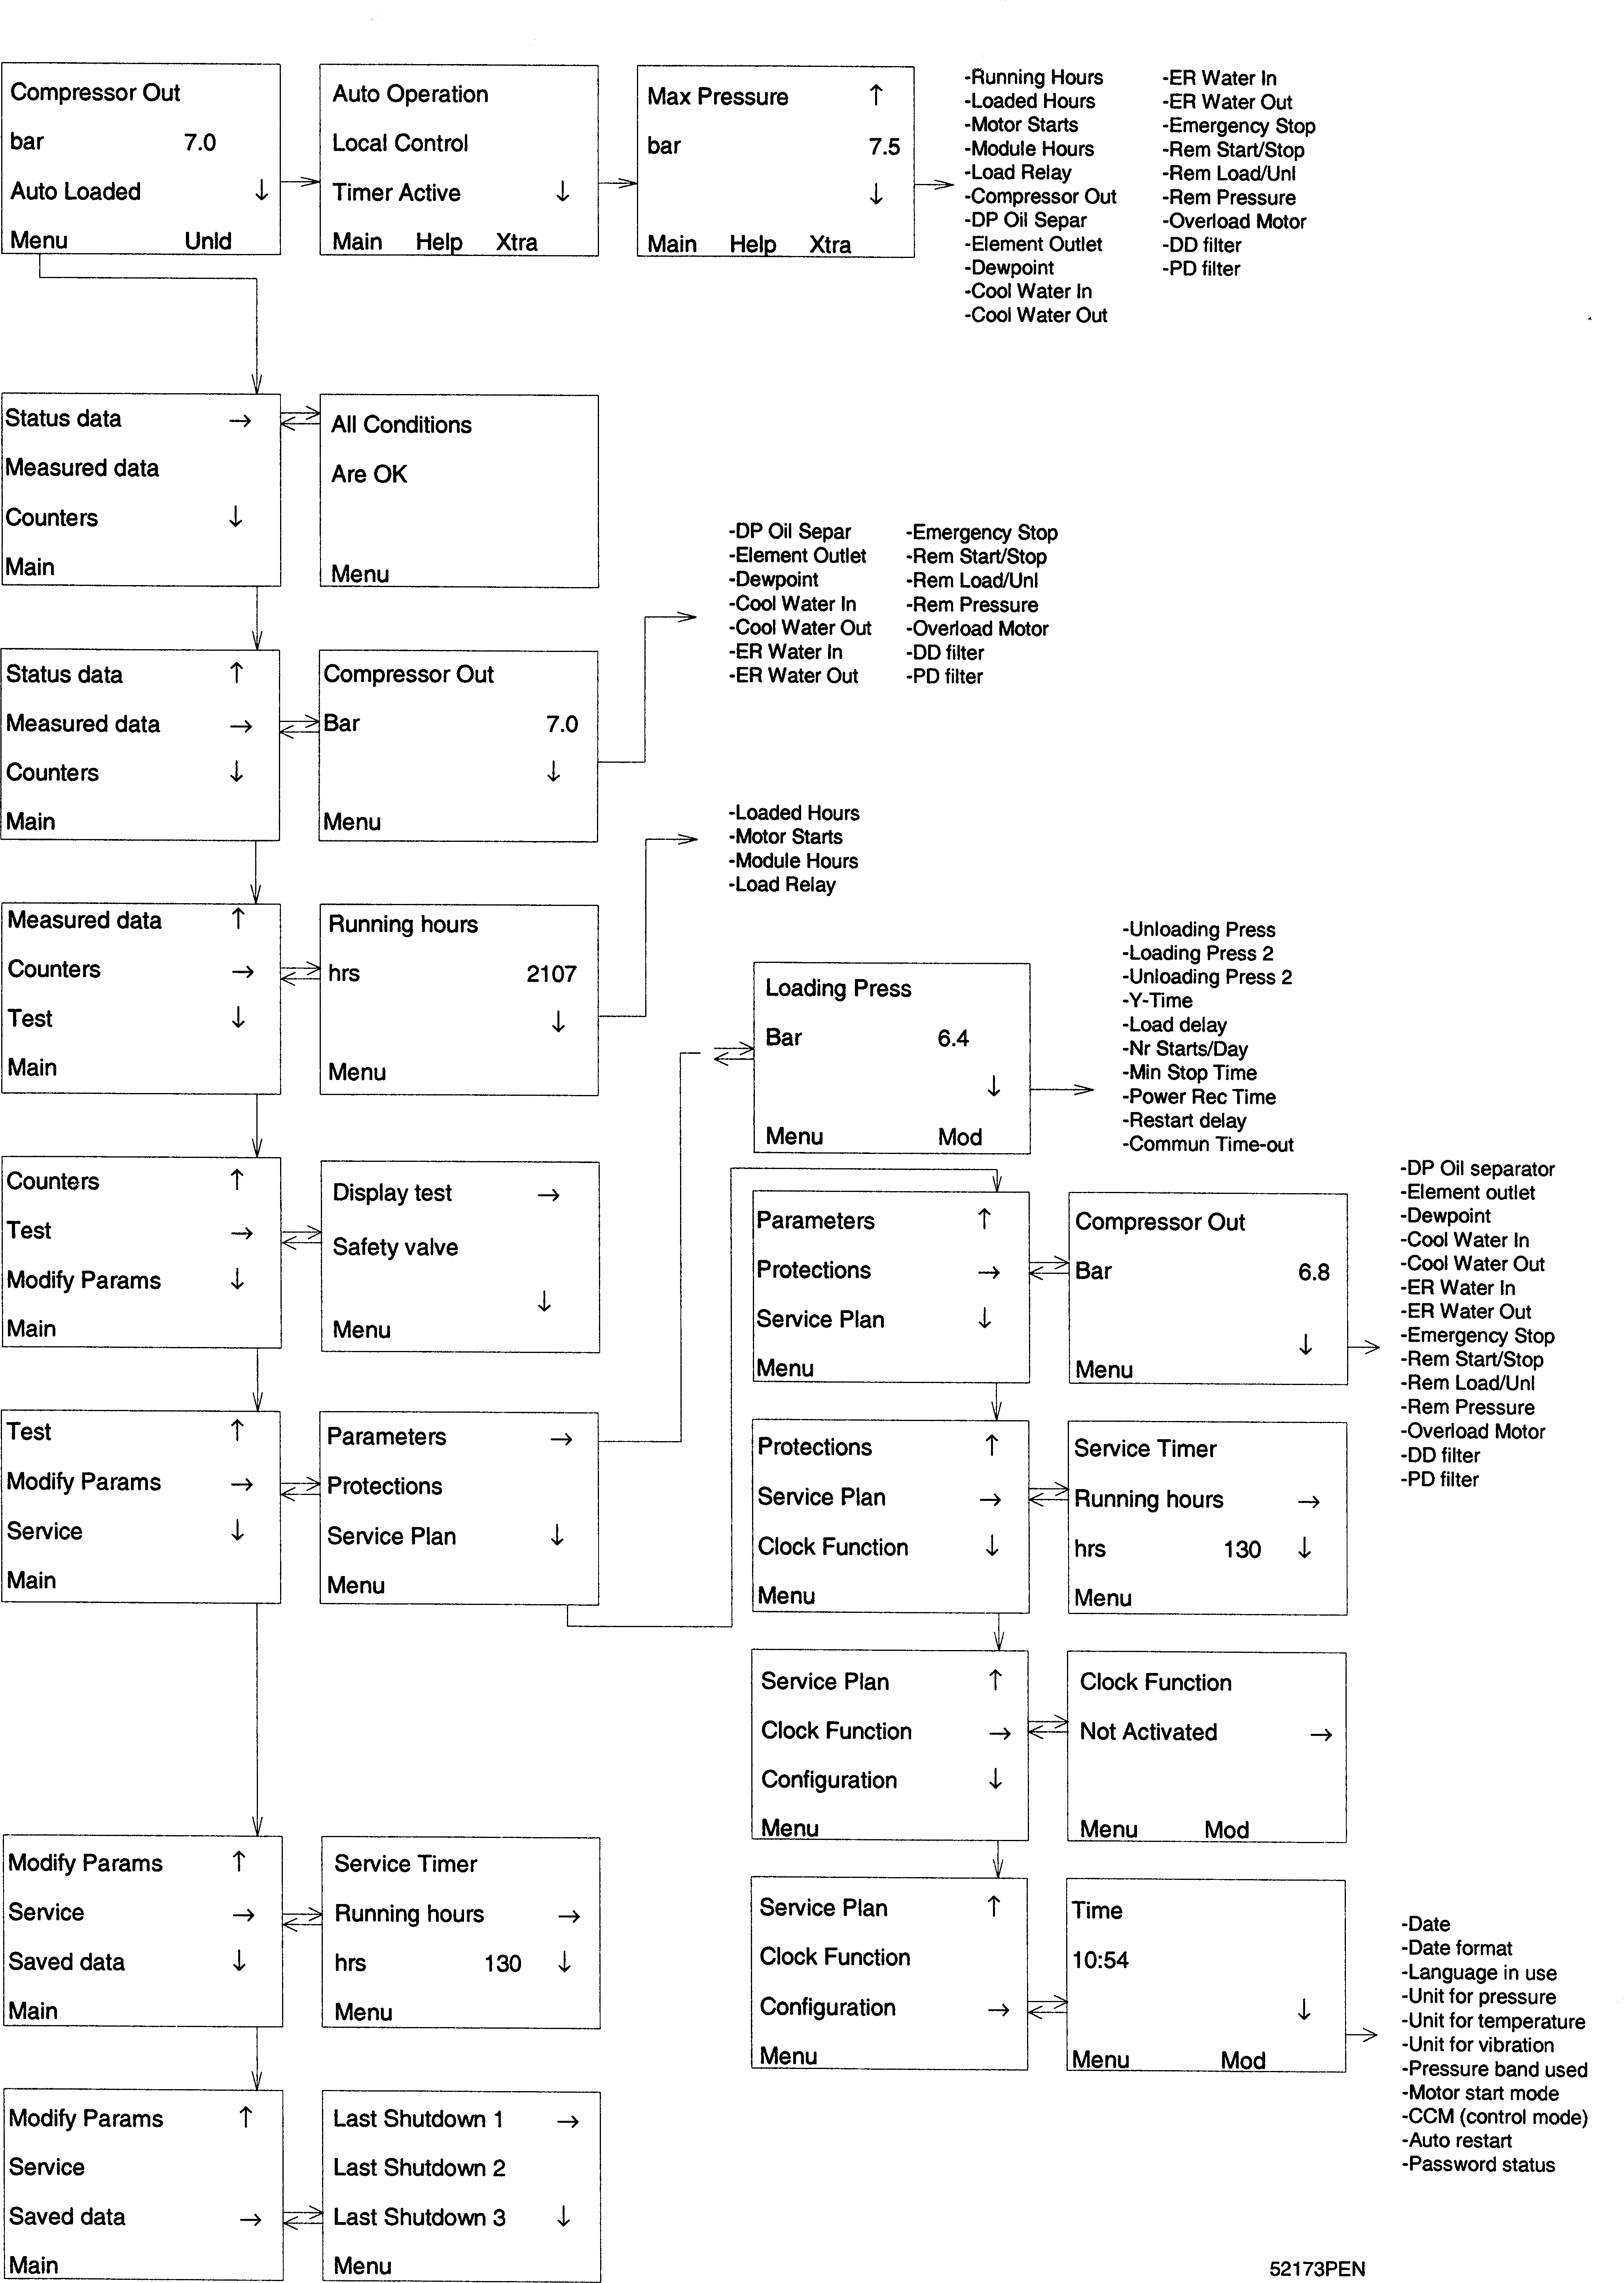 Compressor Out
bar 7.0
Auto Loaded ↓
Menu Unld
Auto Operation
Local Control
Timer Active ↓
Main Help Xtra
Max Pressure ↑
bar 7.5
↓
Main Help Xtra
-Running Hours
-Loaded Hours
-Motor Starts
-Module Hours
-Load Relay
-Compressor Out
-DP Oil Separ
-Element Outlet
-Dewpoint
-Cool Water In
-Cool Water Out
-ER Water In
-ER Water Out
-Emergency Stop
-Rem Start/Stop
-Rem Load/Unl
-Rem Pressure
-Overload Motor
-DD filter
-PD filter
Status data →
Measured data
Counters ↓
Main
All Conditions
Are OK
Menu
Status data ↑
Measured data →
Counters ↓
Main
Compressor Out
Bar 7.0
↓
Menu
-DP Oil Separ
-Element Outlet
-Dewpoint
-Cool Water In
-Cool Water Out
-ER Water In
-ER Water Out
-Emergency Stop
-Rem Start/Stop
-Rem Load/Unl
-Rem Pressure
-Overload Motor
-DD filter
-PD filter
Measured data ↑
Counters →
Test ↓
Main
Running hours
hrs 2107
↓
Menu
-Loaded Hours
-Motor Starts
-Module Hours
-Load Relay
Counters ↑
Test →
Modify Params ↓
Main
Display test →
Safety valve
↓
Menu
Test ↑
Modify Params →
Service ↓
Main
Parameters →
Protections
Service Plan ↓
Menu
Loading Press
Bar 6.4
↓
Menu Mod
-Unloading Press
-Loading Press 2
-Unloading Press 2
-Y-Time
-Load delay
-Nr Starts/Day
-Min Stop Time
-Power Rec Time
-Restart delay
-Commun Time-out
Parameters ↑
Protections →
Service Plan ↓
Menu
Compressor Out
Bar 6.8
↓
Menu
-DP Oil separator
-Element outlet
-Dewpoint
-Cool Water In
-Cool Water Out
-ER Water In
-ER Water Out
-Emergency Stop
-Rem Start/Stop
-Rem Load/Unl
-Rem Pressure
-Overload Motor
-DD filter
-PD filter
Protections ↑
Service Plan →
Clock Function ↓
Menu
Service Timer
Running hours →
hrs 130 ↓
Menu
Service Plan ↑
Clock Function →
Configuration ↓
Menu
Clock Function
Not Activated →
Menu Mod
Service Plan ↑
Clock Function
Configuration →
Menu
Time
10:54
↓
Menu Mod
-Date
-Date format
-Language in use
-Unit for pressure
-Unit for temperature
-Unit for vibration
-Pressure band used
-Motor start mode
-CCM (control mode)
-Auto restart
-Password status
Modify Params ↑
Service →
Saved data ↓
Main
Service Timer
Running hours →
hrs 130 ↓
Menu
Modify Params ↑
Service
Saved data →
Main
Last Shutdown 1 →
Last Shutdown 2
Last Shutdown 3 ↓
Menu
52173PEN